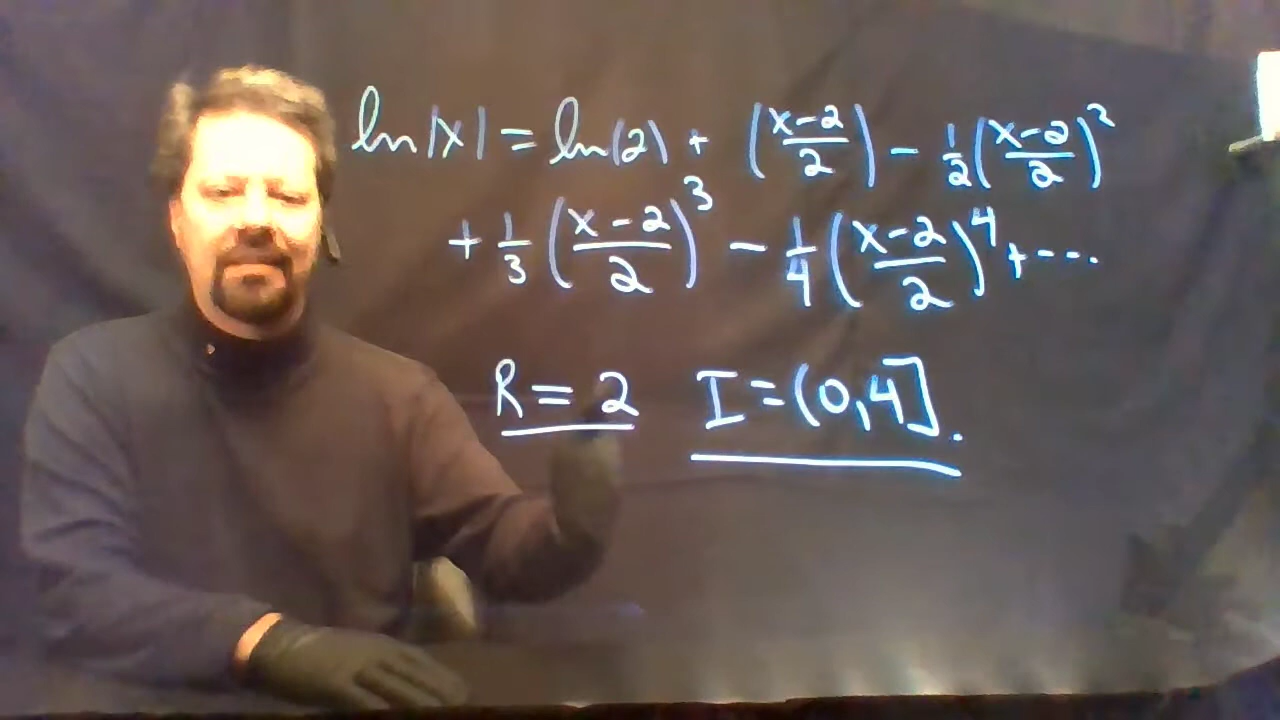 ln|x| = ln(2) + (x-2/2) - 1/2(x-2/2)²
+ 1/3(x-2/2)³ - 1/4(x-2/2)⁴ + ...
R = 2 I = (0,4].